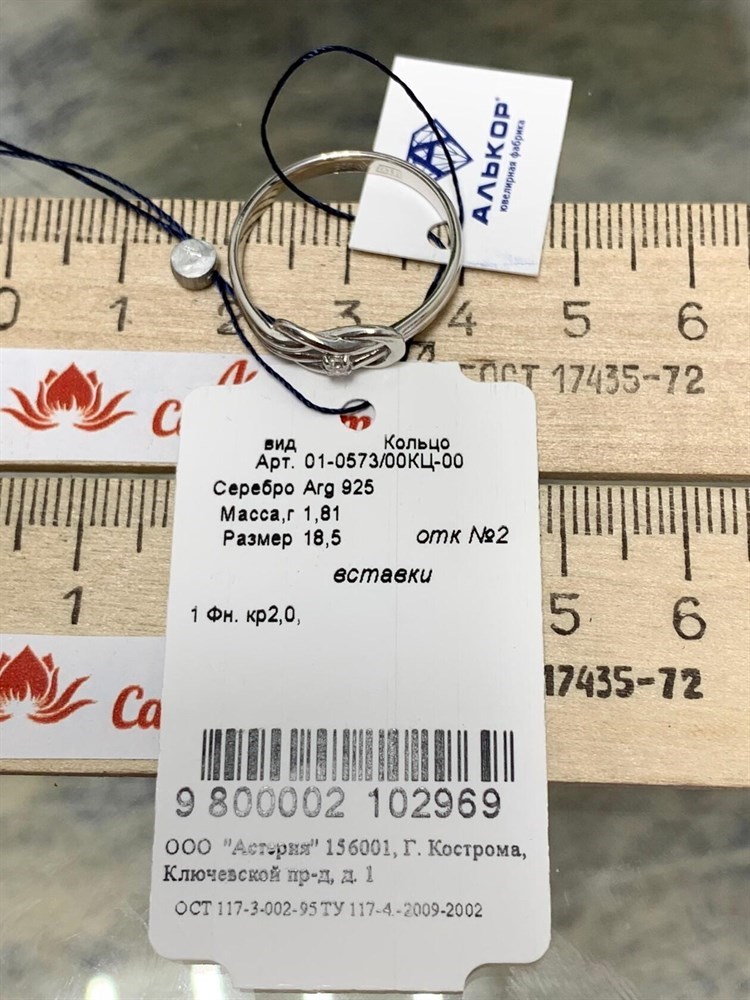 АЛЬКОР®
ювелирная фабрика
0 1 2 3 4 5 6
ГОСТ 17435-72
Са
вид Кольцо
Арт. 01-0573/00КЦ-00
Серебро Arg 925
Масса,г 1,81
Размер 18,5 отк №2
вставки
1 Фн. кр2,0,
1 5 6
17435-72
Са
9 800002 102969
ООО "Астерия" 156001, Г. Кострома,
Ключевской пр-д, д. 1
ОСТ 117-3-002-95 ТУ 117-4.-2009-2002